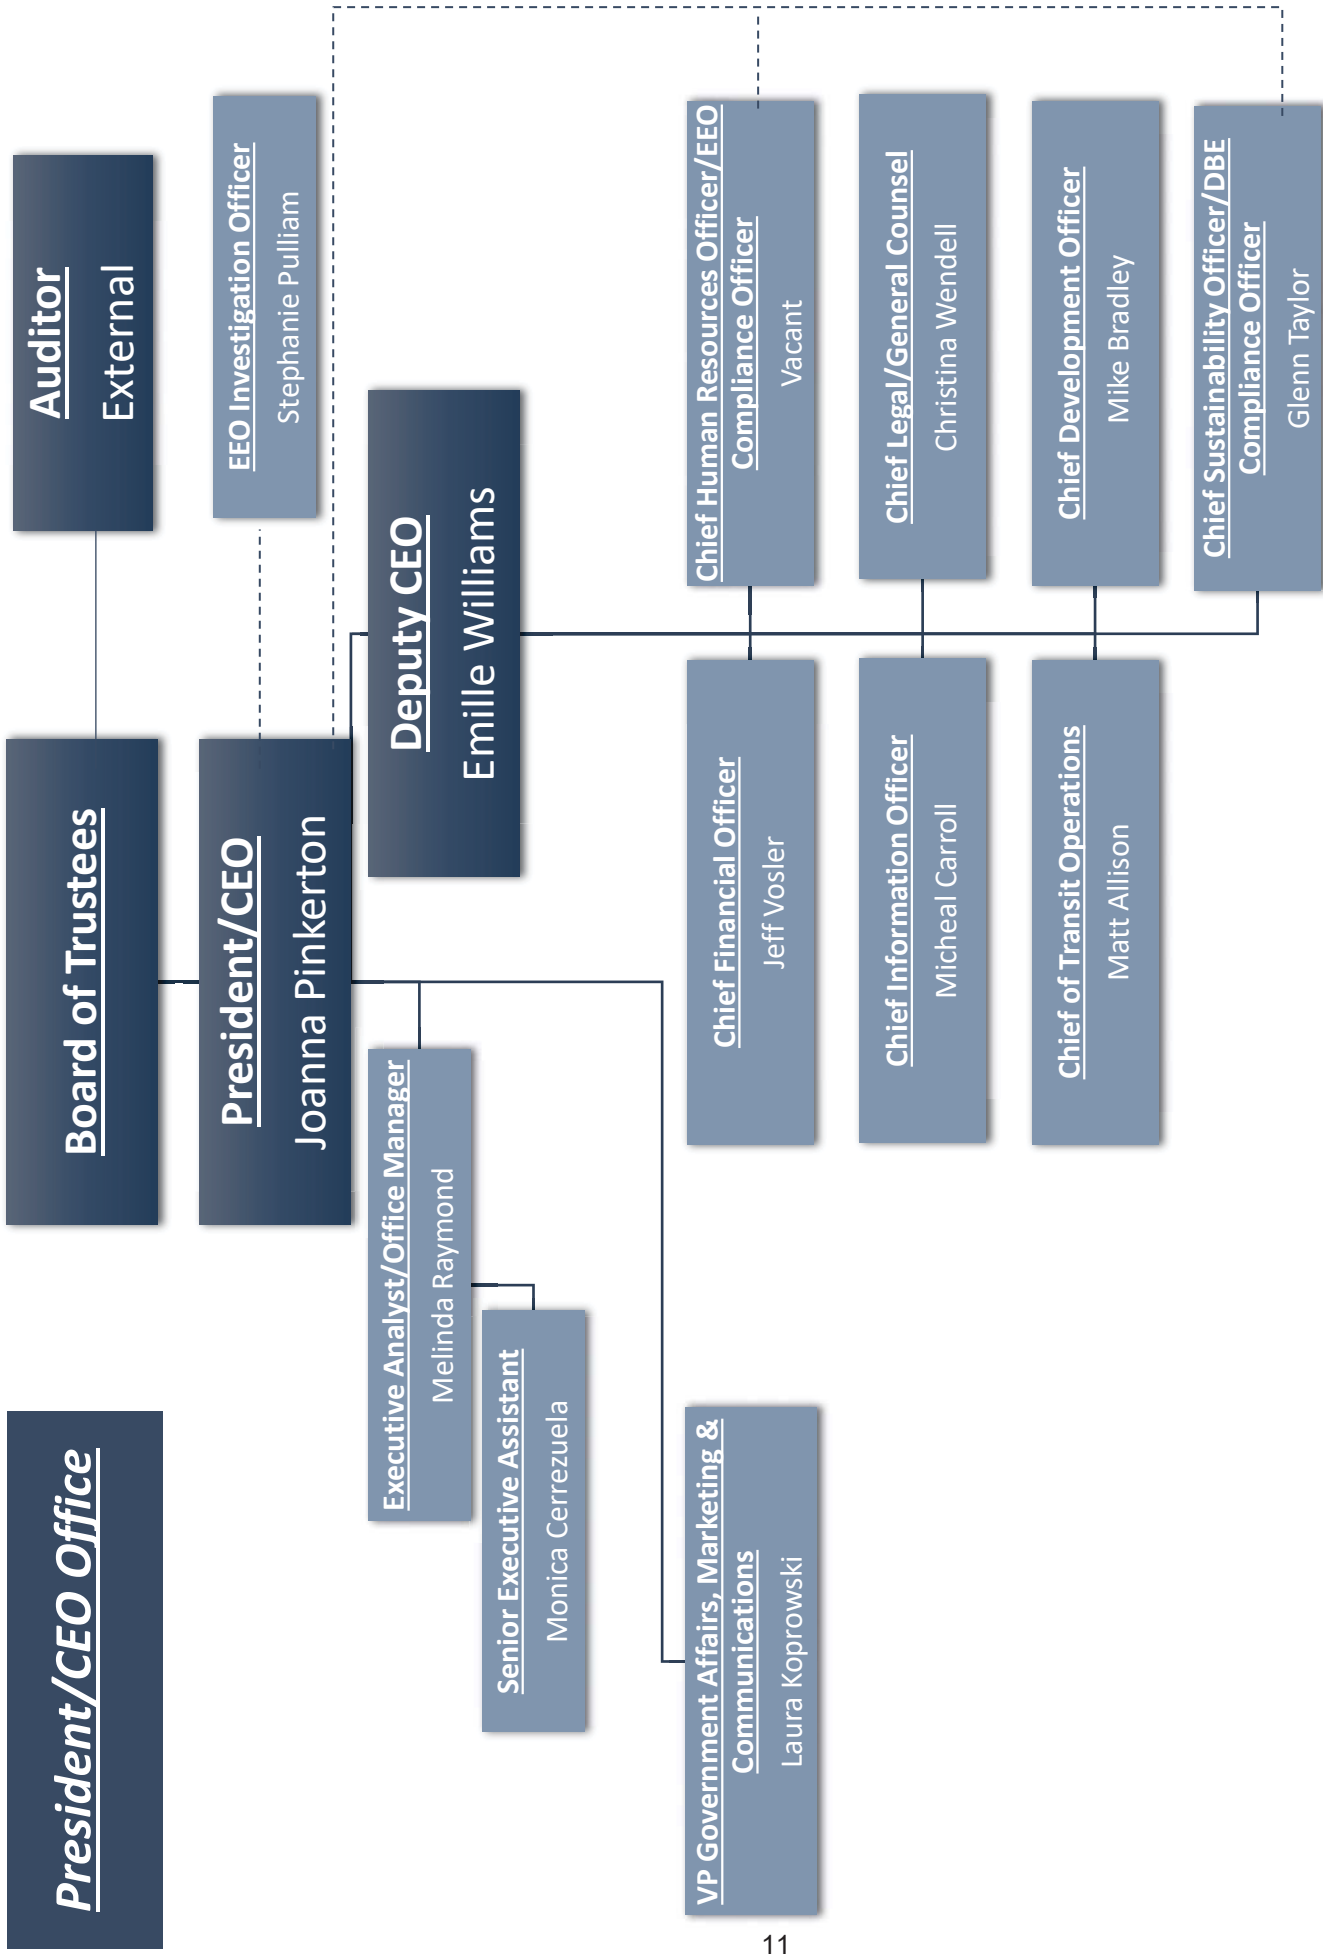 President/CEO Office
Board of Trustees
Auditor
External
President/CEO
Joanna Pinkerton
EEO Investigation Officer
Stephanie Pulliam
Executive Analyst/Office Manager
Melinda Raymond
Deputy CEO
Emille Williams
Senior Executive Assistant
Monica Cerrezuela
VP Government Affairs, Marketing &
Communications
Laura Koprowski
Chief Financial Officer
Jeff Vosler
Chief Human Resources Officer/EEO
Compliance Officer
Vacant
Chief Information Officer
Micheal Carroll
Chief Legal/General Counsel
Christina Wendell
Chief of Transit Operations
Matt Allison
Chief Development Officer
Mike Bradley
Chief Sustainability Officer/DBE
Compliance Officer
Glenn Taylor
11